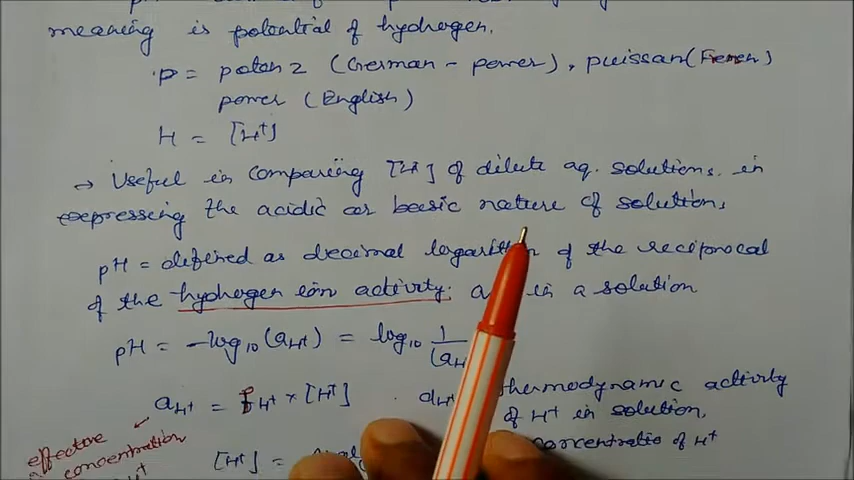 meaning is potential of hydrogen.
p = poten z (German - power), puissan (French)
power (English)
H = [H+]
→ Useful in comparing [H+] of dilute aq. solutions. in
expressing the acidic or basic nature of solution,
pH = defined as decimal logarithm of the reciprocal
of the hydrogen ion activity, in a solution
pH = -log10 (aH+) = log10 1/(aH
aH+ = fH+ × [H+] aH+ thermodynamic activity
of H+ in solution,
effective
concentration
[H+] = concentratio of H+
H+